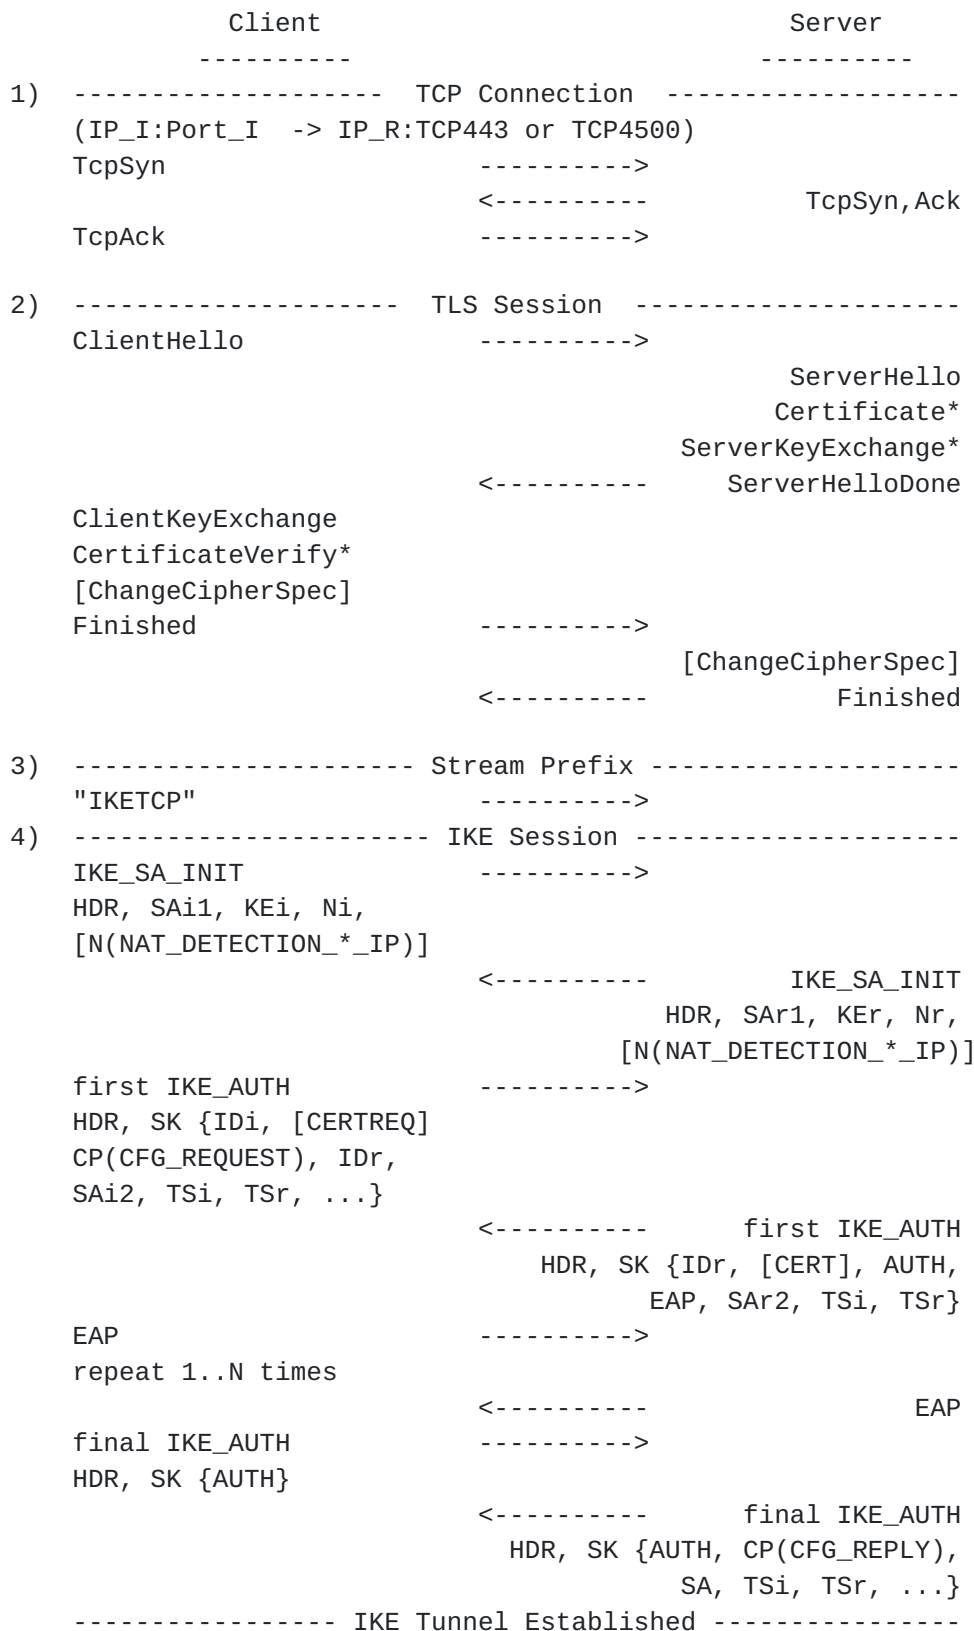 Client                              Server
            ----------                          ----------
1)  --------------------  TCP Connection  -------------------
    (IP_I:Port_I  -> IP_R:TCP443 or TCP4500)
    TcpSyn                    ---------->
                              <----------          TcpSyn,Ack
    TcpAck                    ---------->
2)  ---------------------  TLS Session  ---------------------
    ClientHello               ---------->
                                                  ServerHello
                                                 Certificate*
                                           ServerKeyExchange*
                              <----------     ServerHelloDone
    ClientKeyExchange
    CertificateVerify*
    [ChangeCipherSpec]
    Finished                  ---------->
                                           [ChangeCipherSpec]
                              <----------            Finished
3)  ---------------------- Stream Prefix --------------------
    "IKETCP"                  ---------->
4)  ----------------------- IKE Session ---------------------
    IKE_SA_INIT               ---------->
    HDR, SAi1, KEi, Ni,
    [N(NAT_DETECTION_*_IP)]
                              <----------         IKE_SA_INIT
                                          HDR, SAr1, KEr, Nr,
                                       [N(NAT_DETECTION_*_IP)]
    first IKE_AUTH            ---------->
    HDR, SK {IDi, [CERTREQ]
    CP(CFG_REQUEST), IDr,
    SAi2, TSi, TSr, ...}
                              <----------      first IKE_AUTH
                                  HDR, SK {IDr, [CERT], AUTH,
                                         EAP, SAr2, TSi, TSr}
    EAP                       ---------->
    repeat 1..N times
                              <----------                 EAP
    final IKE_AUTH            ---------->
    HDR, SK {AUTH}
                              <----------      final IKE_AUTH
                                HDR, SK {AUTH, CP(CFG_REPLY),
                                           SA, TSi, TSr, ...}
    ----------------- IKE Tunnel Established ----------------